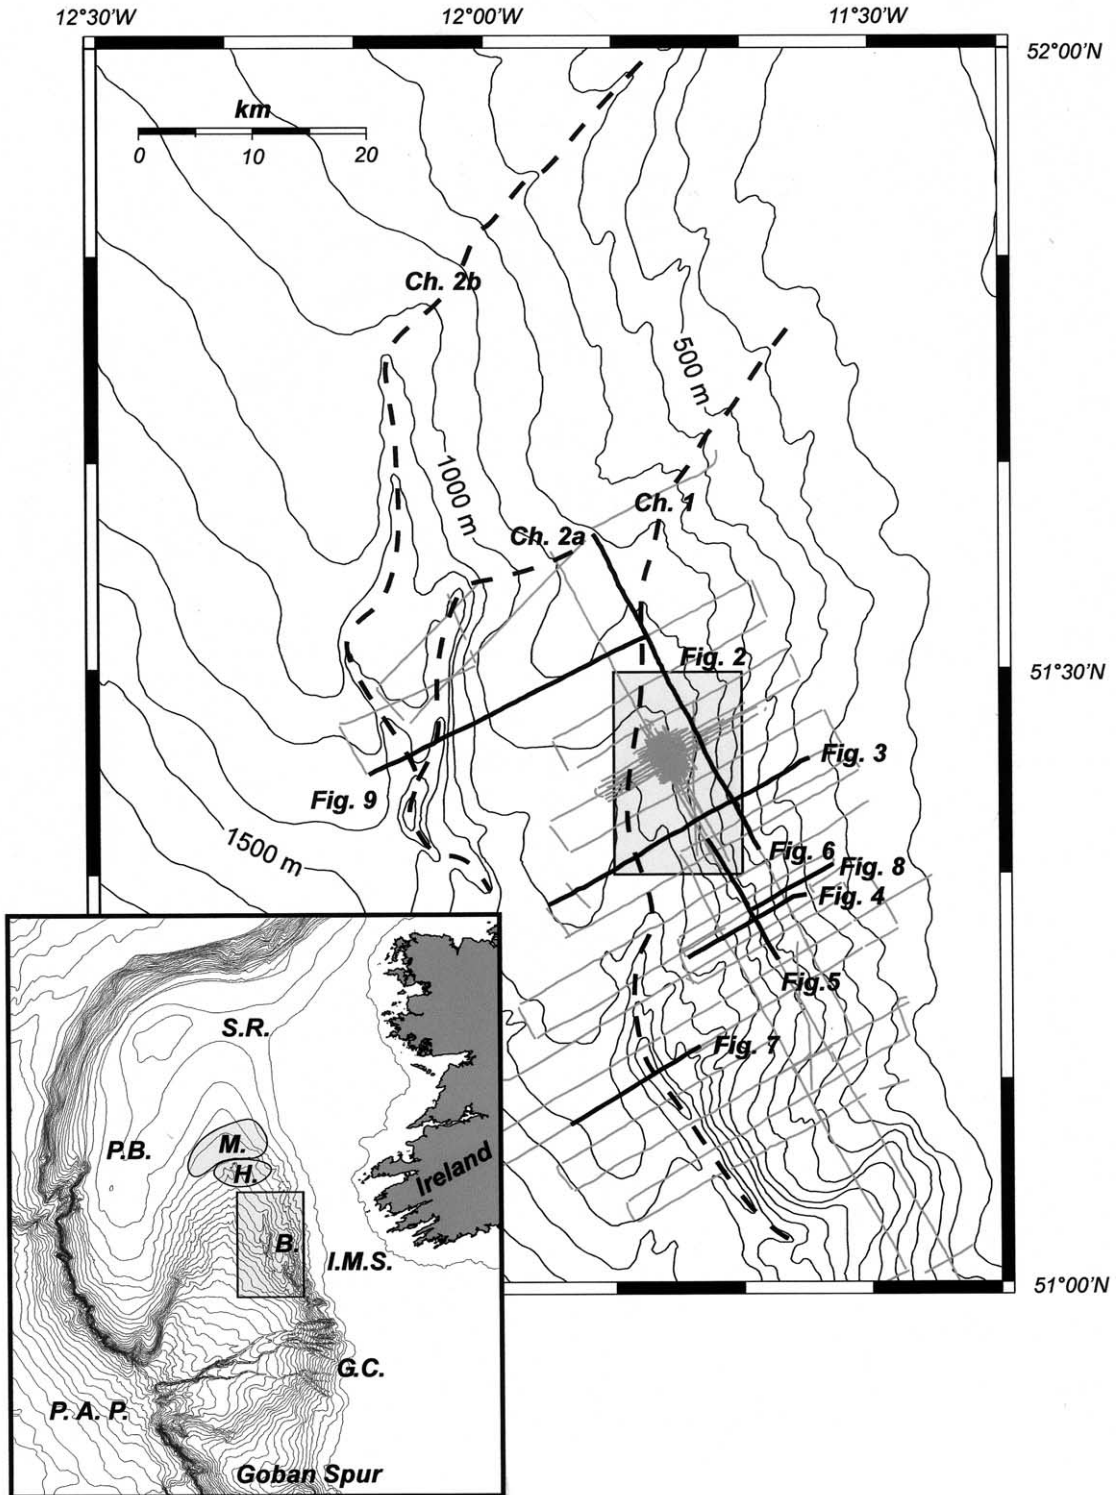 12°30'W
12°00'W
11°30'W
52°00'N
km
0 10 20
Ch. 2b
500 m
1000 m
Ch. 1
Ch. 2a
Fig. 2
51°30'N
Fig. 3
Fig. 9
1500 m
Fig. 6
Fig. 8
Fig. 4
Fig.5
Fig. 7
51°00'N
S.R.
P.B.
M.
H.
Ireland
B.
I.M.S.
G.C.
P. A. P.
Goban Spur